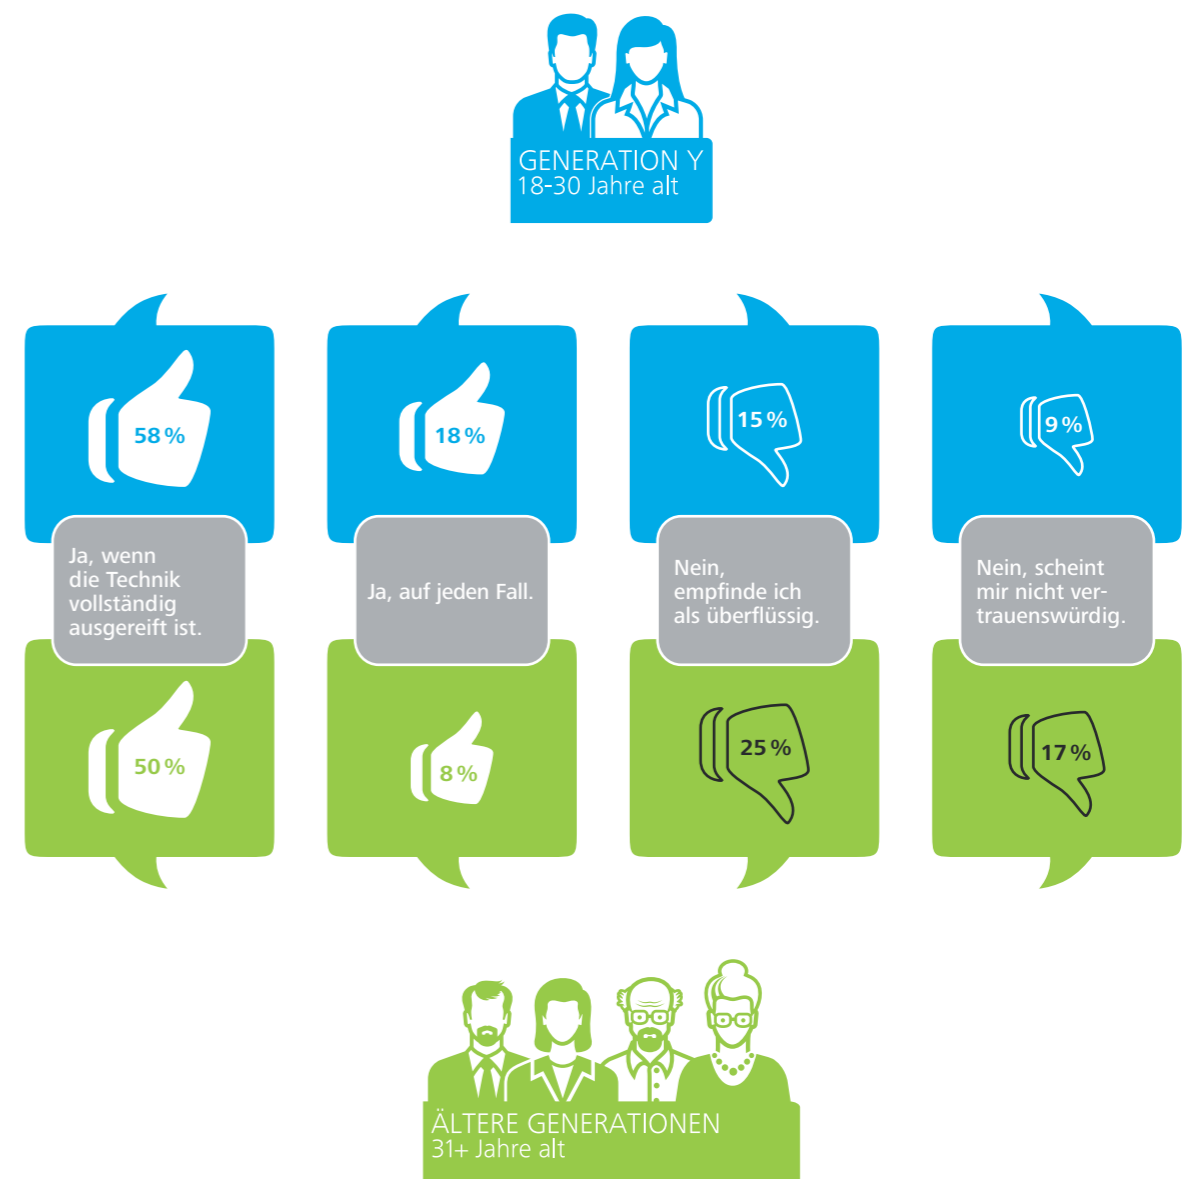 GENERATION Y
18-30 Jahre alt
58 %
18 %
15 %
9 %
Ja, wenn
die Technik
vollständig
ausgereift ist.
Ja, auf jeden Fall.
Nein,
empfinde ich
als überflüssig.
Nein, scheint
mir nicht ver-
trauenswürdig.
50 %
8 %
25 %
17 %
ÄLTERE GENERATIONEN
31+ Jahre alt